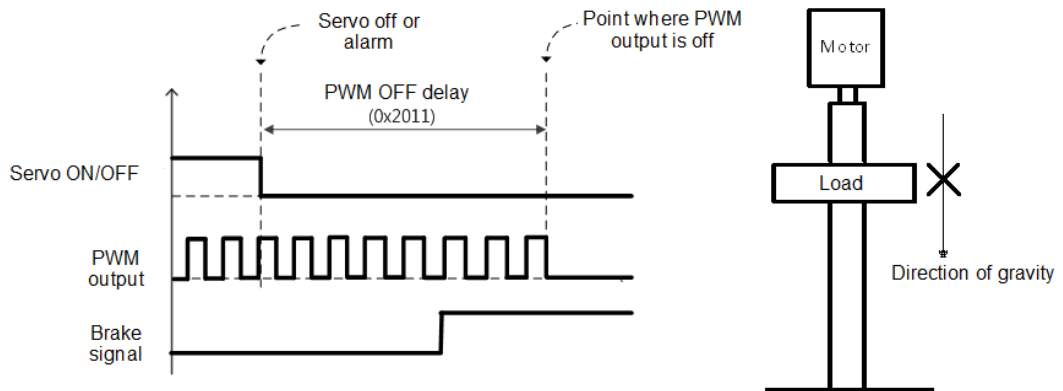 Servo off or
alarm
Point where PWM
output is off
PWM OFF delay
(0x2011)
Servo ON/OFF
PWM
output
Brake
signal
Motor
Load
Direction of gravity